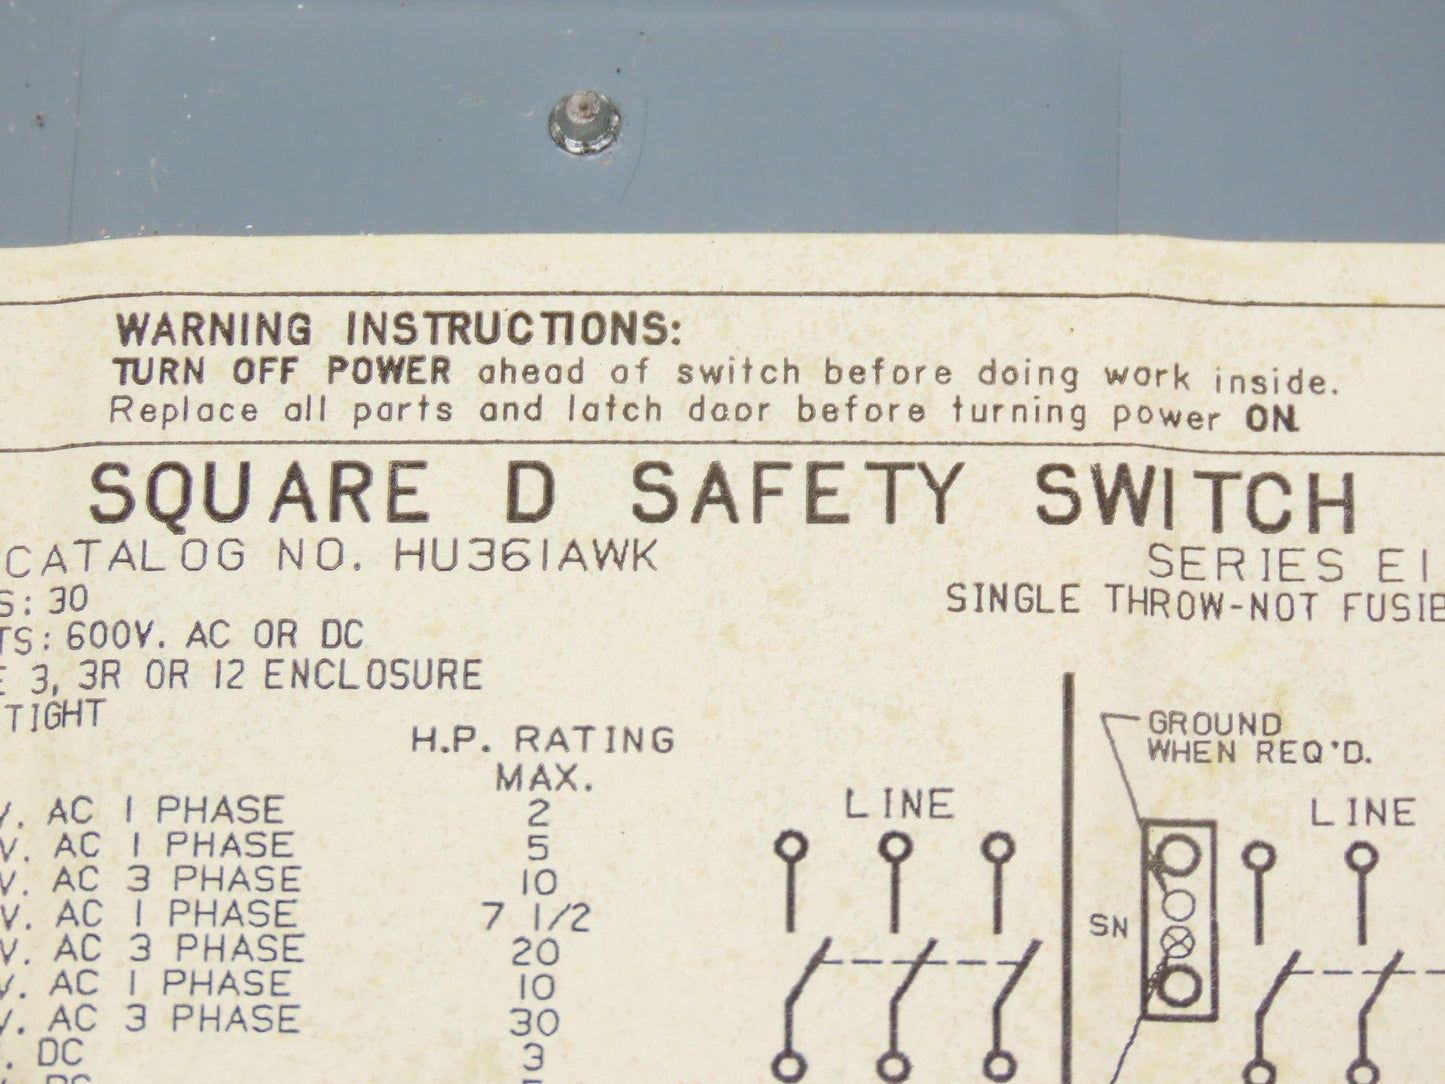 WARNING INSTRUCTIONS:
TURN OFF POWER ahead of switch before doing work inside.
Replace all parts and latch door before turning power ON.
SQUARE D SAFETY SWITCH
CATALOG NO. HU361AWK
SERIES E1
S: 30
SINGLE THROW-NOT FUSIB
TS: 600V. AC OR DC
E 3, 3R OR 12 ENCLOSURE
TIGHT
H.P. RATING
MAX.
V. AC 1 PHASE 2
V. AC 1 PHASE 5
V. AC 3 PHASE 10
V. AC 1 PHASE 7 1/2
V. AC 3 PHASE 20
V. AC 1 PHASE 10
V. AC 3 PHASE 30
. DC 3
LINE
GROUND
WHEN REQ'D.
LINE
SN